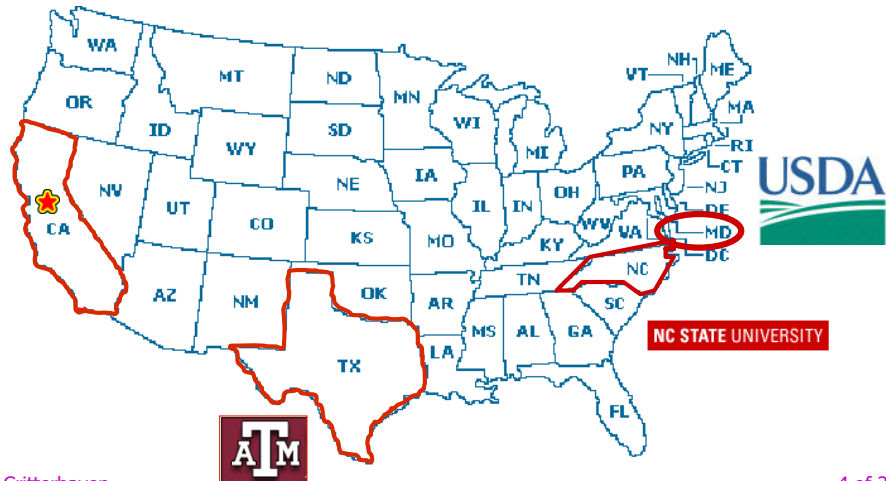 WA
MT
ND
MN
OR
ID
WY
SD
WI
MI
NY
VT
NH
ME
MA
RI
CT
NJ
DE
MD
DC
USDA
NV
UT
CO
NE
IA
IL
IN
OH
PA
WV
VA
CA
KS
MO
KY
AZ
NM
OK
AR
TN
NC
SC
TX
LA
MS
AL
GA
FL
NC STATE UNIVERSITY
ATM
Critterhaven